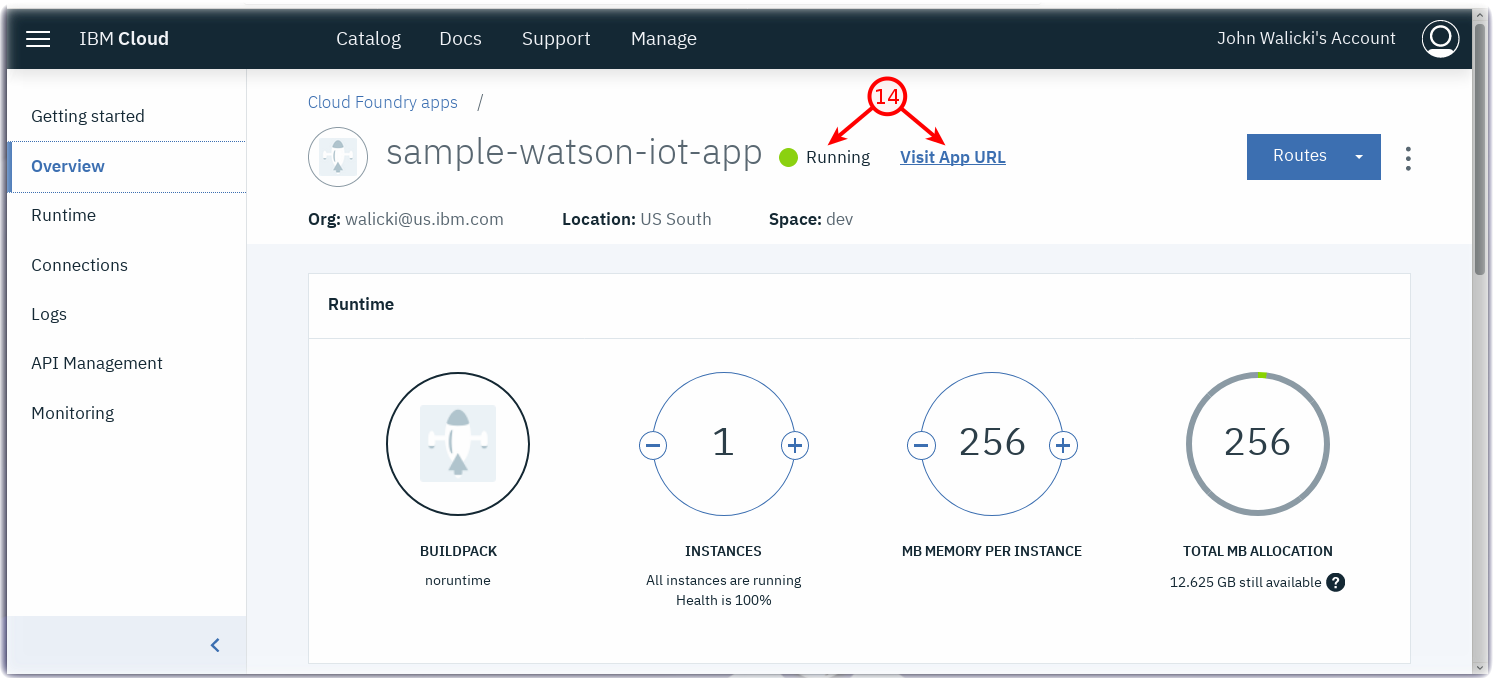 IBM Cloud
Catalog Docs Support Manage
John Walicki's Account
Getting started
Overview
Runtime
Connections
Logs
API Management
Monitoring
Cloud Foundry apps /
14
sample-watson-iot-app
Running
Visit App URL
Routes
Org: walicki@us.ibm.com
Location: US South
Space: dev
Runtime
BUILDPACK
noruntime
1
INSTANCES
All instances are running
Health is 100%
256
MB MEMORY PER INSTANCE
256
TOTAL MB ALLOCATION
12.625 GB still available ?